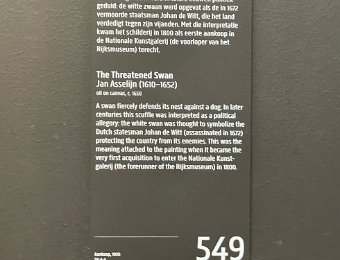 geduid: de witte zwaan werd opgevat als de in 1672
vermoorde staatsman Johan de Witt, die het land
verdedigt tegen zijn vijanden. Met die interpretatie
kwam het schilderij in 1800 als eerste aankoop in
de Nationale Kunstgalerij (de voorloper van het
Rijksmuseum) terecht.
The Threatened Swan
Jan Asselijn (1610–1652)
oil on canvas, c. 1650
A swan fiercely defends its nest against a dog. In later
centuries this scuffle was interpreted as a political
allegory: the white swan was thought to symbolize the
Dutch statesman Johan de Witt (assassinated in 1672)
protecting the country from its enemies. This was the
meaning attached to the painting when it became the
very first acquisition to enter the Nationale Kunst-
galerij (the forerunner of the Rijksmuseum) in 1800.
Aankoop, 1800
549